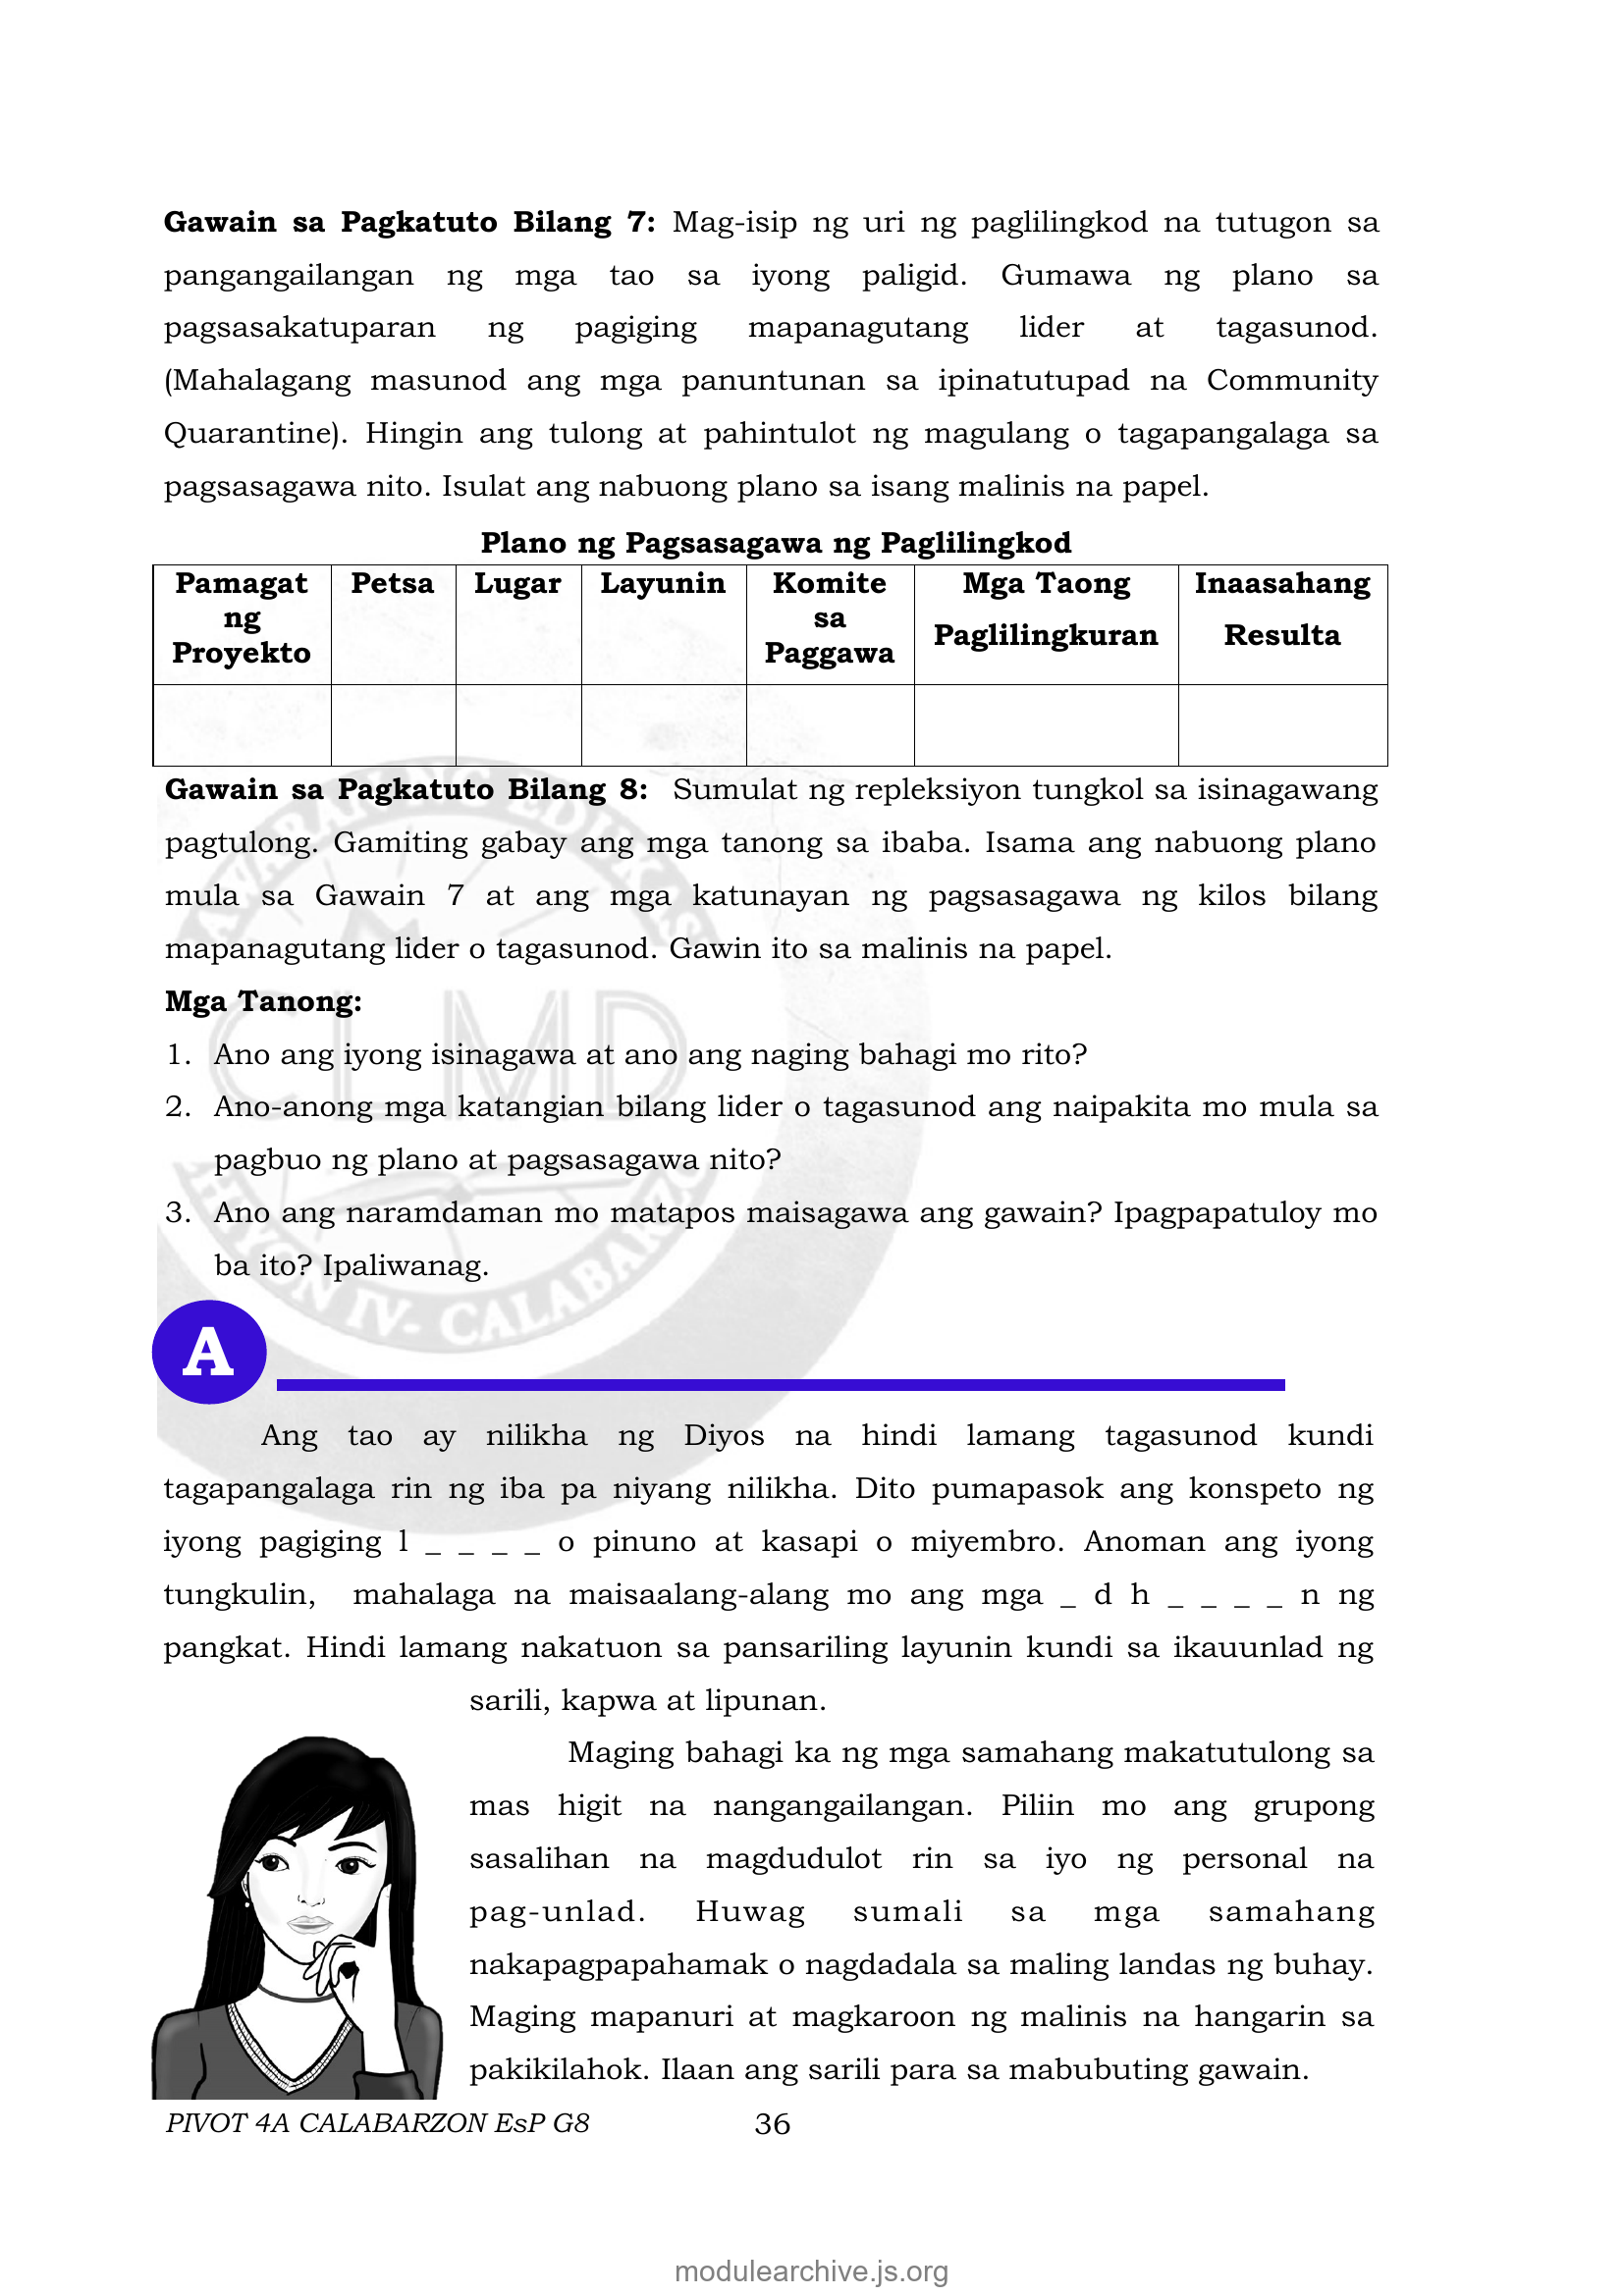 Gawain sa Pagkatuto Bilang 7: Mag-isip ng uri ng paglilingkod na tutugon sa
pangangailangan ng mga tao sa iyong paligid. Gumawa ng plano sa
pagsasakatuparan ng pagiging mapanagutang lider at tagasunod.
(Mahalagang masunod ang mga panuntunan sa ipinatutupad na Community
Quarantine). Hingin ang tulong at pahintulot ng magulang o tagapangalaga sa
pagsasagawa nito. Isulat ang nabuong plano sa isang malinis na papel.
Plano ng Pagsasagawa ng Paglilingkod
Pamagat ng Proyekto Petsa Lugar Layunin Komite sa Paggawa Mga Taong Paglilingkuran Inaasahang Resulta
Gawain sa Pagkatuto Bilang 8: Sumulat ng repleksiyon tungkol sa isinagawang
pagtulong. Gamiting gabay ang mga tanong sa ibaba. Isama ang nabuong plano
mula sa Gawain 7 at ang mga katunayan ng pagsasagawa ng kilos bilang
mapanagutang lider o tagasunod. Gawin ito sa malinis na papel.
Mga Tanong:
1. Ano ang iyong isinagawa at ano ang naging bahagi mo rito?
2. Ano-anong mga katangian bilang lider o tagasunod ang naipakita mo mula sa
pagbuo ng plano at pagsasagawa nito?
3. Ano ang naramdaman mo matapos maisagawa ang gawain? Ipagpapatuloy mo
ba ito? Ipaliwanag.
CLMD
IV- CALABARZO
A
Ang tao ay nilikha ng Diyos na hindi lamang tagasunod kundi
tagapangalaga rin ng iba pa niyang nilikha. Dito pumapasok ang konspeto ng
iyong pagiging l _ _ _ _ o pinuno at kasapi o miyembro. Anoman ang iyong
tungkulin, mahalaga na maisaalang-alang mo ang mga _ d h _ _ _ _ n ng
pangkat. Hindi lamang nakatuon sa pansariling layunin kundi sa ikauunlad ng
sarili, kapwa at lipunan.
Maging bahagi ka ng mga samahang makatutulong sa
mas higit na nangangailangan. Piliin mo ang grupong
sasalihan na magdudulot rin sa iyo ng personal na
pag-unlad. Huwag sumali sa mga samahang
nakapagpapahamak o nagdadala sa maling landas ng buhay.
Maging mapanuri at magkaroon ng malinis na hangarin sa
pakikilahok. Ilaan ang sarili para sa mabubuting gawain.
PIVOT 4A CALABARZON EsP G8 36
modulearchive.js.org